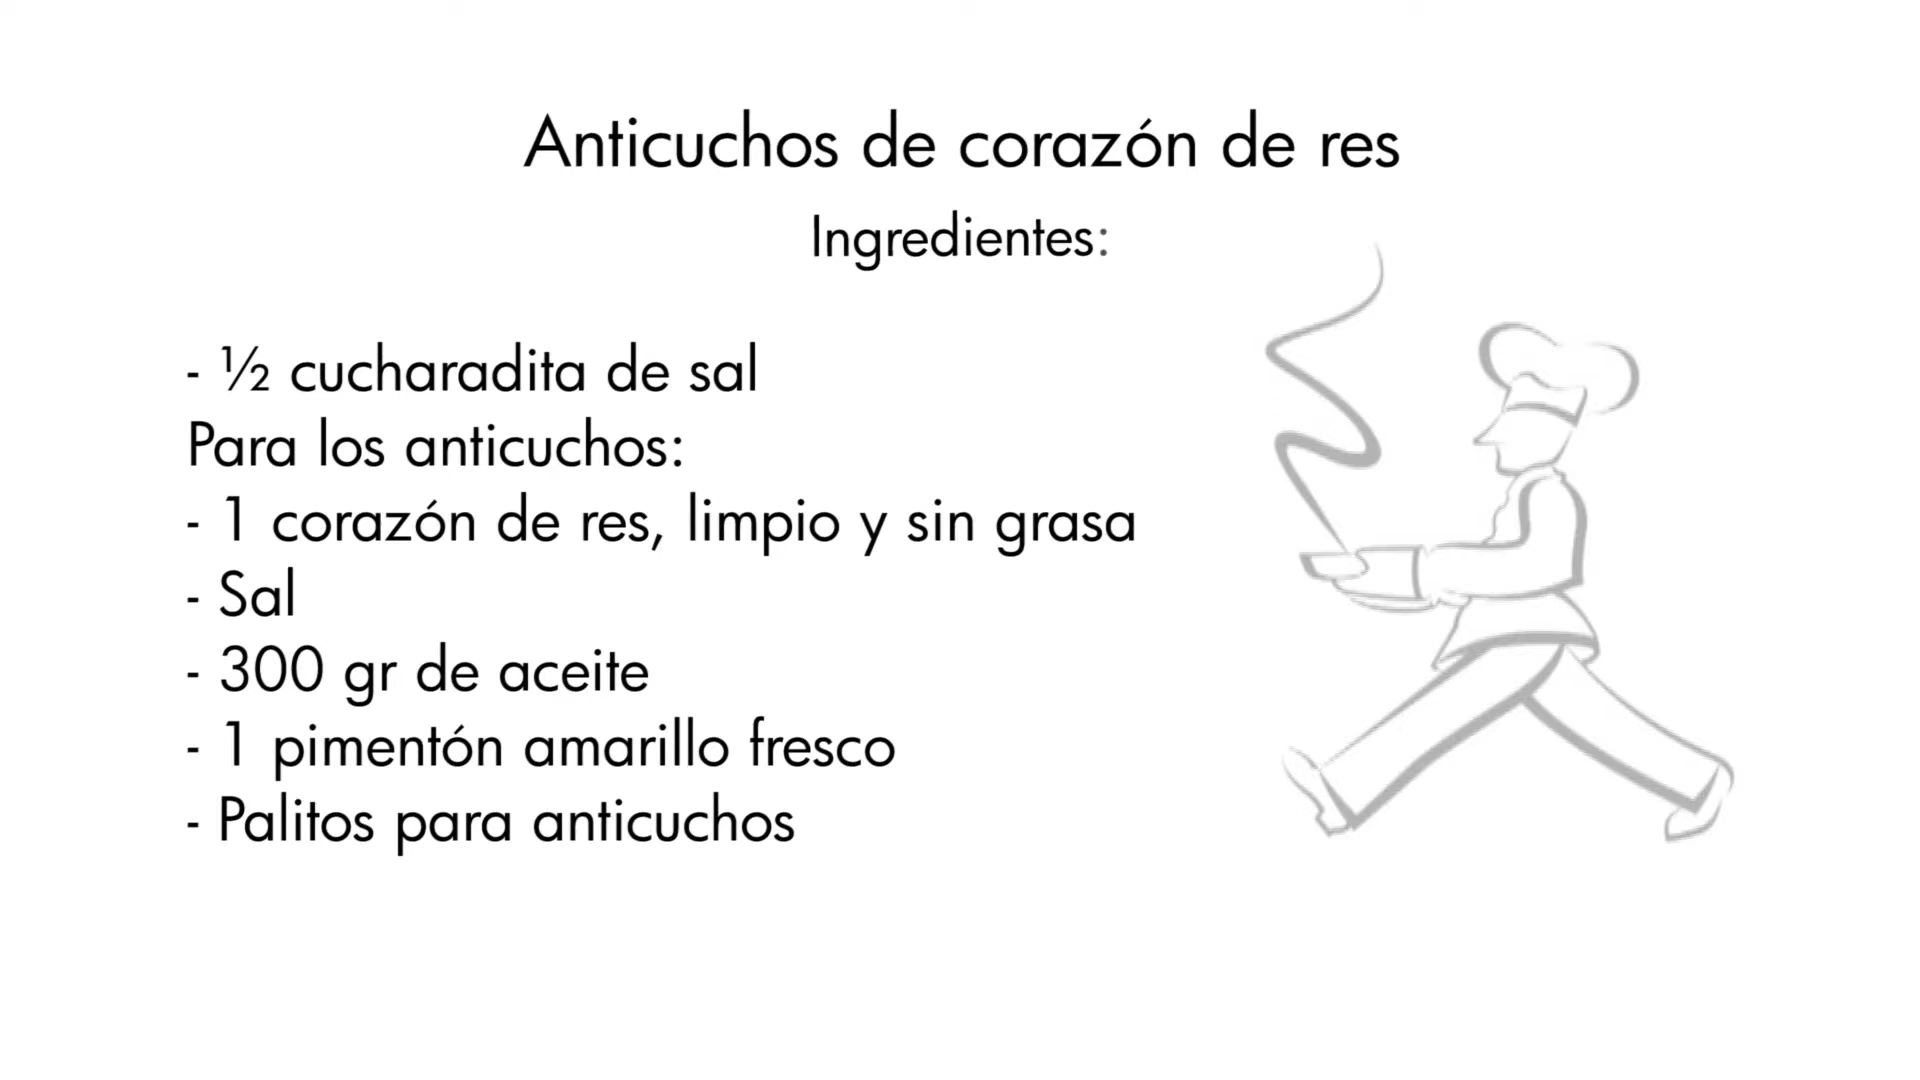 Anticuchos de corazón de res
Ingredientes:
- ½ cucharadita de sal
Para los anticuchos:
- 1 corazón de res, limpio y sin grasa
- Sal
- 300 gr de aceite
- 1 pimentón amarillo fresco
- Palitos para anticuchos